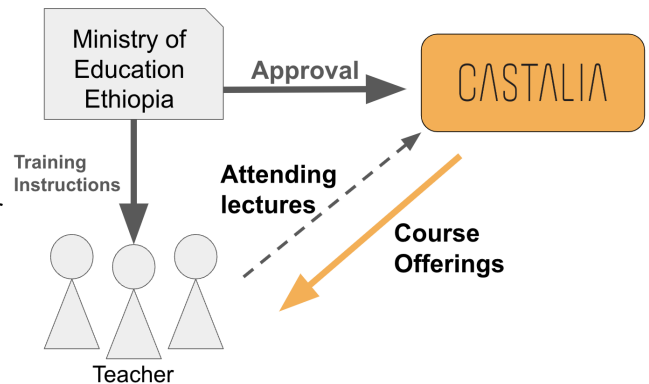 Ministry of
Education
Ethiopia
Approval
CASTALIA
Training
Instructions
Attending
lectures
Course
Offerings
Teacher